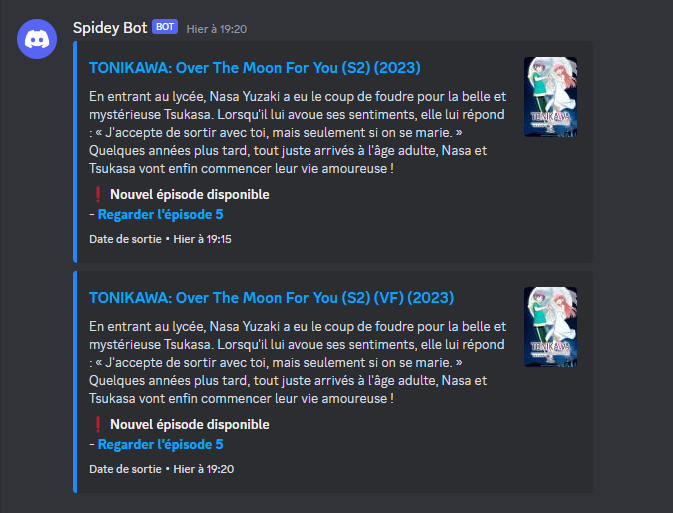 Spidey Bot BOT Hier à 19:20
TONIKAWA: Over The Moon For You (S2) (2023)
En entrant au lycée, Nasa Yuzaki a eu le coup de foudre pour la belle et
mystérieuse Tsukasa. Lorsqu'il lui avoue ses sentiments, elle lui répond
: « J'accepte de sortir avec toi, mais seulement si on se marie. »
Quelques années plus tard, tout juste arrivés à l'âge adulte, Nasa et
Tsukasa vont enfin commencer leur vie amoureuse !
❗ Nouvel épisode disponible
- Regarder l'épisode 5
Date de sortie • Hier à 19:15
TONIKAWA
TONIKAWA: Over The Moon For You (S2) (VF) (2023)
En entrant au lycée, Nasa Yuzaki a eu le coup de foudre pour la belle et
mystérieuse Tsukasa. Lorsqu'il lui avoue ses sentiments, elle lui répond
: « J'accepte de sortir avec toi, mais seulement si on se marie. »
Quelques années plus tard, tout juste arrivés à l'âge adulte, Nasa et
Tsukasa vont enfin commencer leur vie amoureuse !
❗ Nouvel épisode disponible
- Regarder l'épisode 5
Date de sortie • Hier à 19:20
TONIKAWA